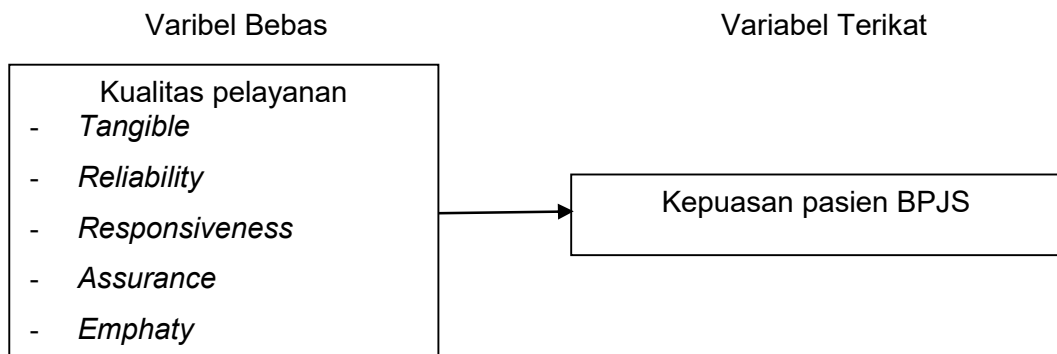 Varibel Bebas
Variabel Terikat
Kualitas pelayanan
- Tangible
- Reliability
- Responsiveness
- Assurance
- Emphaty
Kepuasan pasien BPJS